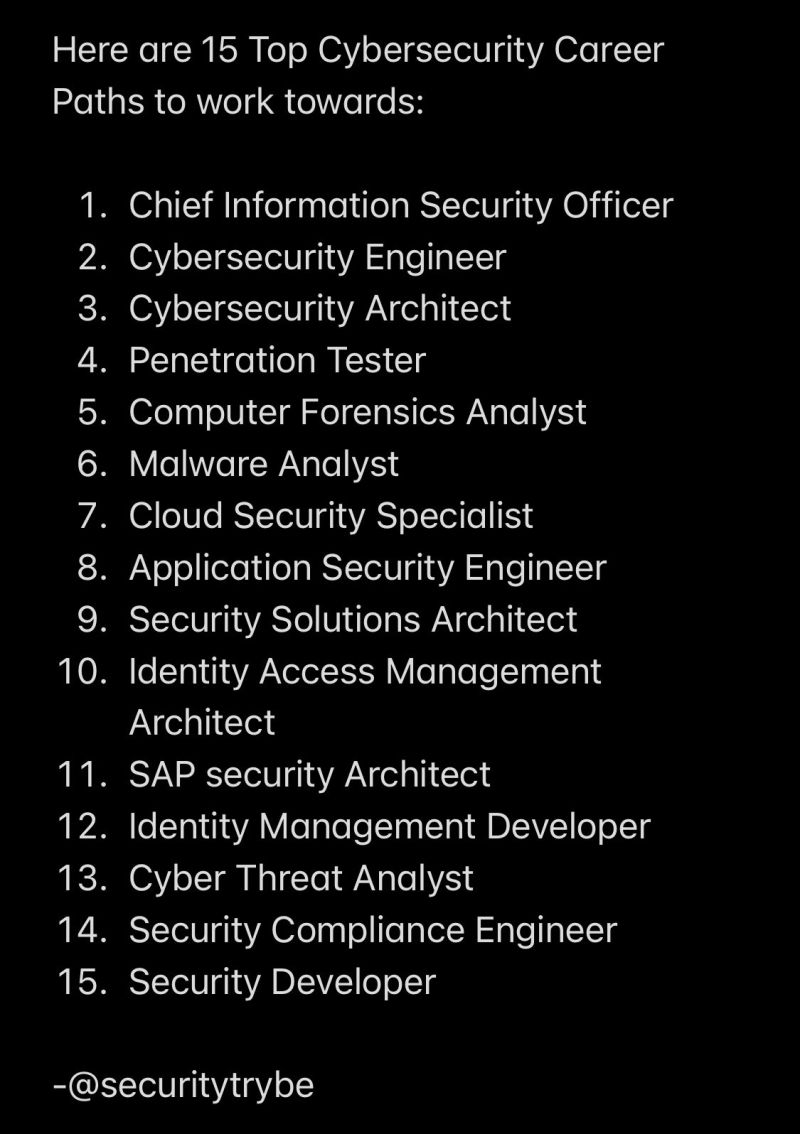 Here are 15 Top Cybersecurity Career
Paths to work towards:
1. Chief Information Security Officer
2. Cybersecurity Engineer
3. Cybersecurity Architect
4. Penetration Tester
5. Computer Forensics Analyst
6. Malware Analyst
7. Cloud Security Specialist
8. Application Security Engineer
9. Security Solutions Architect
10. Identity Access Management
Architect
11. SAP security Architect
12. Identity Management Developer
13. Cyber Threat Analyst
14. Security Compliance Engineer
15. Security Developer
-@securitytrybe